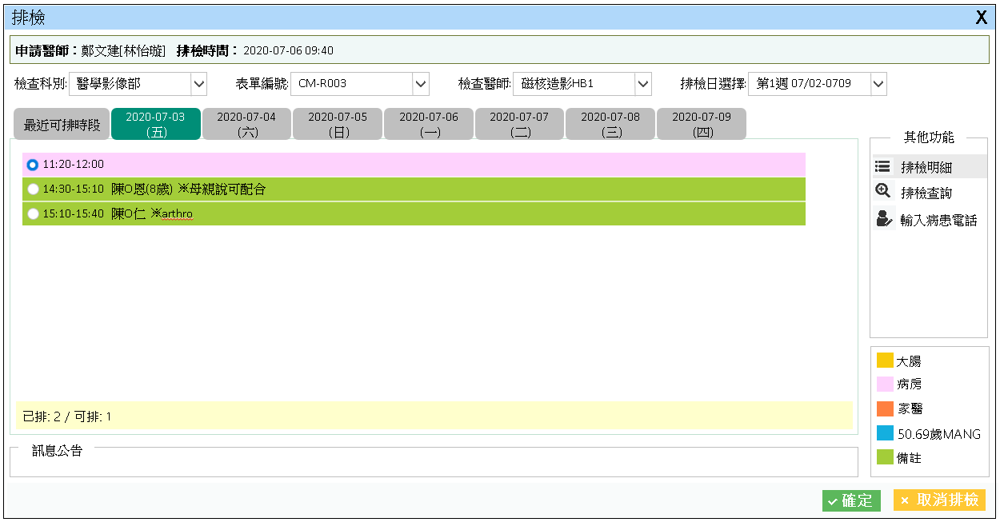 排檢 X
申請醫師：鄭文建[林怡璇] 排檢時間： 2020-07-06 09:40
檢查科別: 醫學影像部 表單編號: CM-R003 檢查醫師: 磁核造影HB1 排檢日選擇: 第1週 07/02-0709
最近可排時段 2020-07-03 (五) 2020-07-04 (六) 2020-07-05 (日) 2020-07-06 (一) 2020-07-07 (二) 2020-07-08 (三) 2020-07-09 (四)
11:20-12:00
14:30-15:10 陳O恩(8歲) ※母親說可配合
15:10-15:40 陳O仁 ※arthro
已排: 2 / 可排: 1
訊息公告
其他功能
排檢明細
排檢查詢
輸入病患電話
大腸
病房
家醫
50.69歲MANG
備註
確定
× 取消排檢